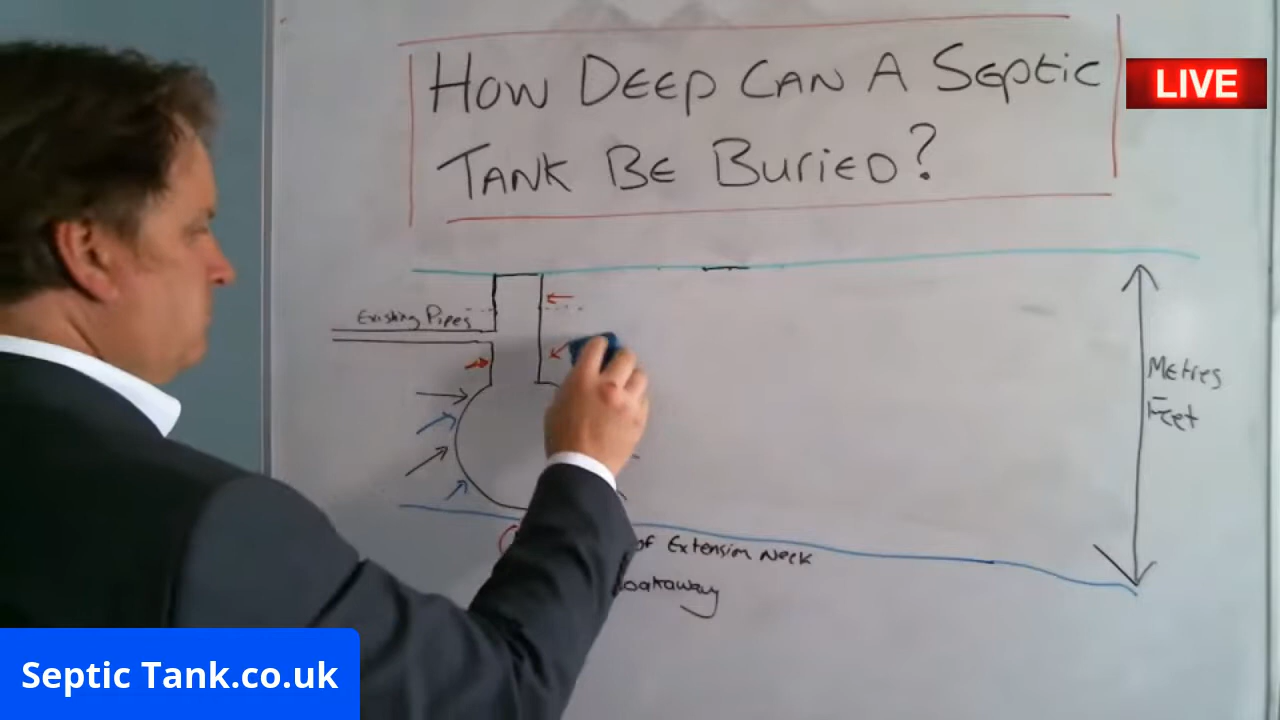 How Deep Can A Septic
LIVE
Tank Be Buried?
Existing Pipes
Metres
Feet
of Extension Neck
oakaway
Septic Tank.co.uk